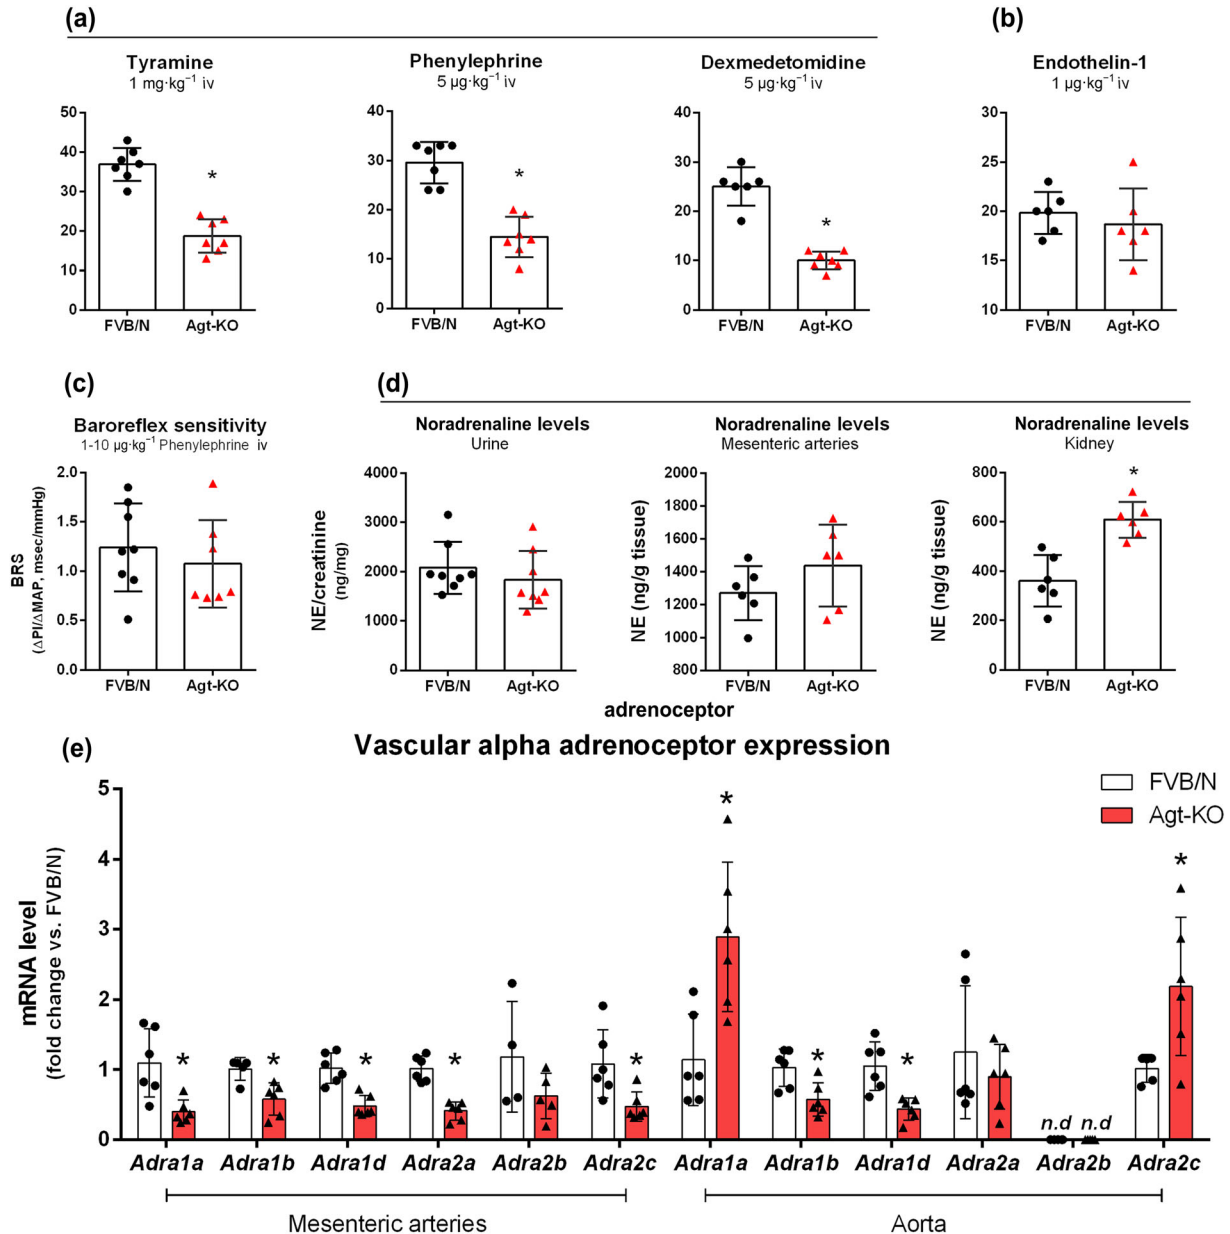 (a)
(b)
Tyramine
1 mg·kg⁻¹ iv
Phenylephrine
5 µg·kg⁻¹ iv
Dexmedetomidine
5 µg·kg⁻¹ iv
Endothelin-1
1 µg·kg⁻¹ iv
50
40
30
20
10
0
*
FVB/N
Agt-KO
40
30
20
10
0
*
FVB/N
Agt-KO
40
30
20
10
0
*
FVB/N
Agt-KO
30
25
20
15
10
FVB/N
Agt-KO
(c)
(d)
Baroreflex sensitivity
1-10 µg·kg⁻¹ Phenylephrine iv
BRS
(ΔPI/ΔMAP, msec/mmHg)
2.0
1.5
1.0
0.5
0.0
FVB/N
Agt-KO
Noradrenaline levels
Urine
NE/creatinine
(ng/mg)
4000
3000
2000
1000
0
FVB/N
Agt-KO
Noradrenaline levels
Mesenteric arteries
NE (ng/g tissue)
2000
1800
1600
1400
1200
1000
800
FVB/N
Agt-KO
Noradrenaline levels
Kidney
NE (ng/g tissue)
800
600
400
200
0
*
FVB/N
Agt-KO
adrenoceptor
(e)
Vascular alpha adrenoceptor expression
FVB/N
Agt-KO
mRNA level
(fold change vs. FVB/N)
5
4
3
2
1
0
* * * * * * * * * *
n.d n.d
Adra1a Adra1b Adra1d Adra2a Adra2b Adra2c Adra1a Adra1b Adra1d Adra2a Adra2b Adra2c
Mesenteric arteries
Aorta